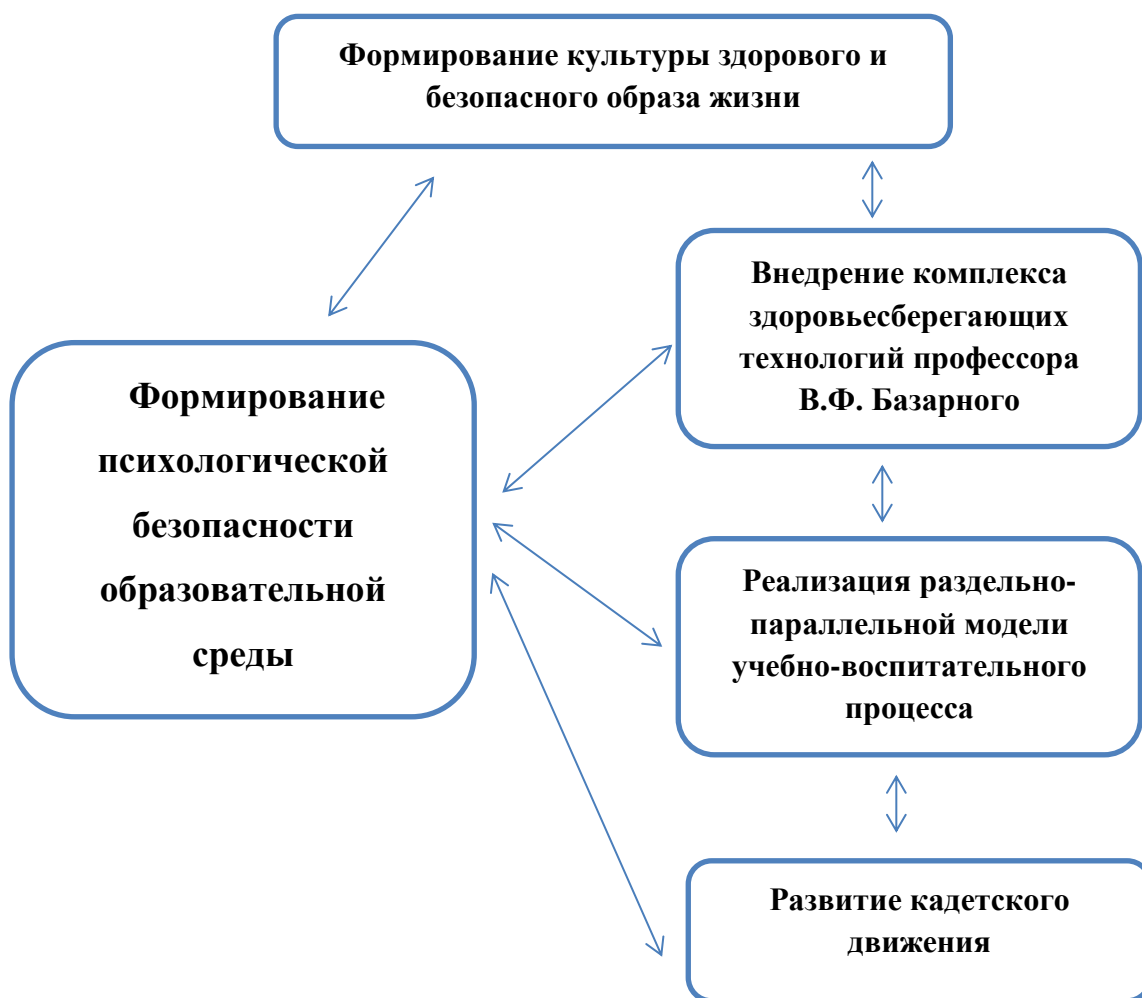 Формирование культуры здорового и
безопасного образа жизни
Внедрение комплекса
здоровьесберегающих
технологий профессора
В.Ф. Базарного
Формирование
психологической
безопасности
образовательной
среды
Реализация раздельно-
параллельной модели
учебно-воспитательного
процесса
Развитие кадетского
движения